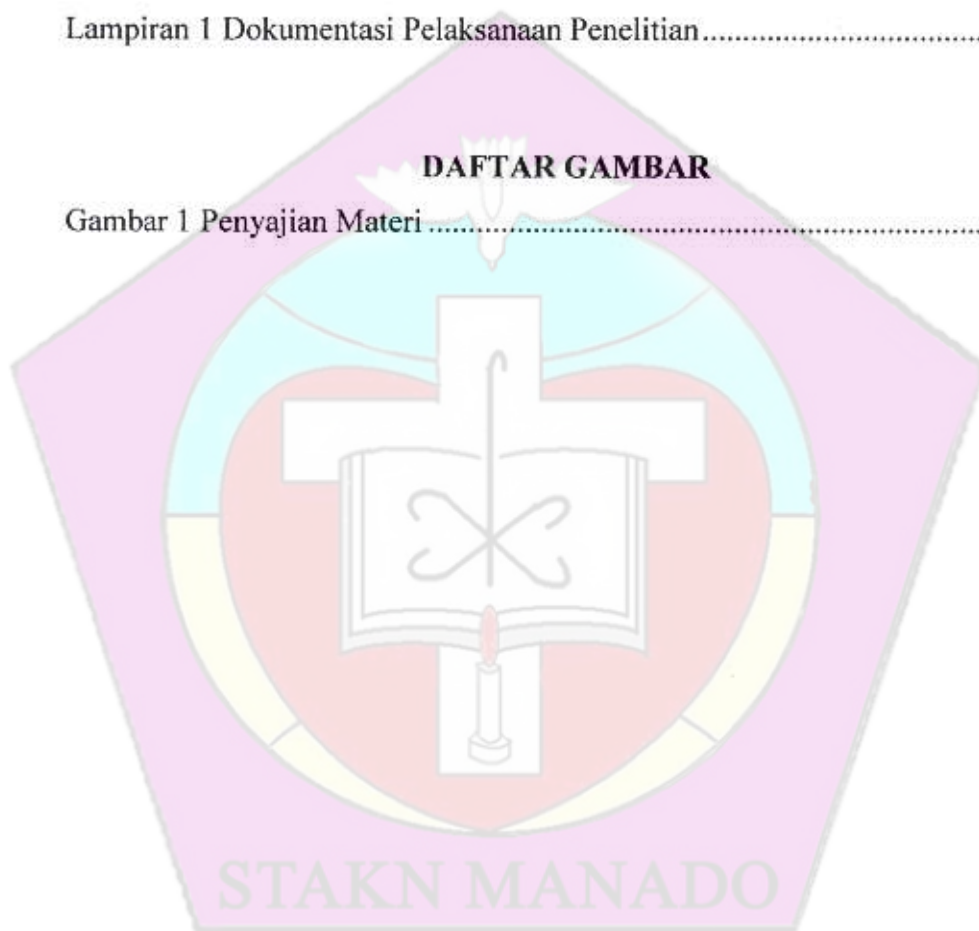 Lampiran 1 Dokumentasi Pelaksanaan Penelitian................................
DAFTAR GAMBAR
Gambar 1 Penyajian Materi................................................................
STAKN MANADO